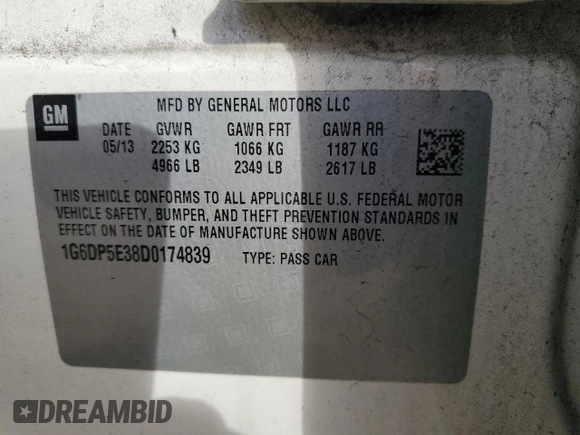 GM
MFD BY GENERAL MOTORS LLC
DATE GVWR GAWR FRT GAWR RR
05/13 2253 KG 1066 KG 1187 KG
4966 LB 2349 LB 2617 LB
THIS VEHICLE CONFORMS TO ALL APPLICABLE U.S. FEDERAL MOTOR
VEHICLE SAFETY, BUMPER, AND THEFT PREVENTION STANDARDS IN
EFFECT ON THE DATE OF MANUFACTURE SHOWN ABOVE.
1G6DP5E38D0174839 TYPE: PASS CAR
DREAMBID